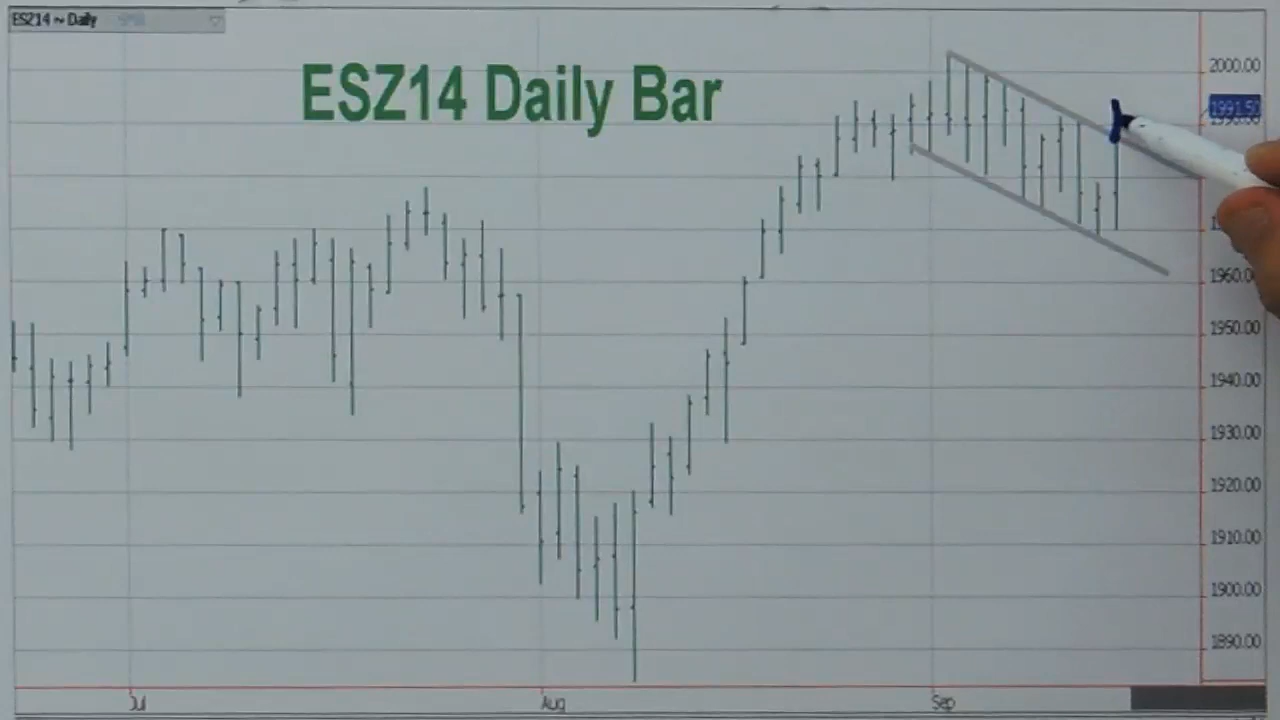 ESZ14 ~ Daily
ESZ14 Daily Bar
2000.00
1991.50
1960.00
1950.00
1940.00
1930.00
1920.00
1910.00
1900.00
1890.00
Jul
Aug
Sep